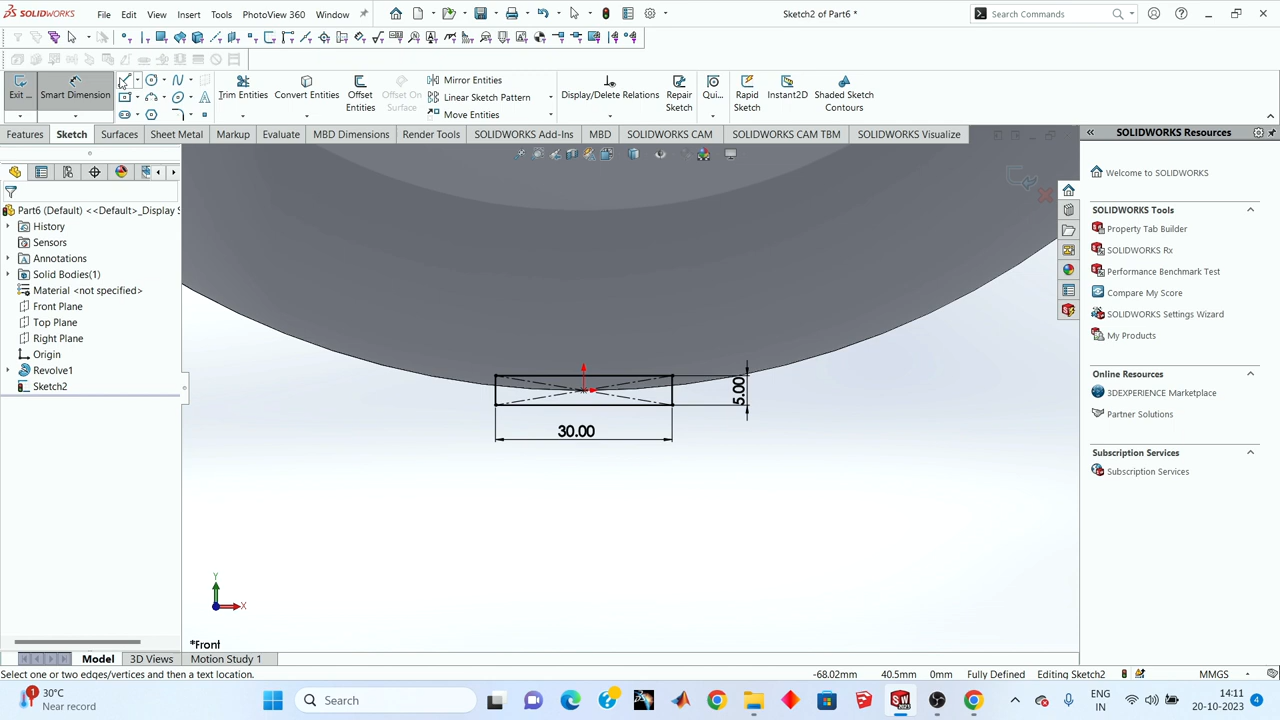 SOLIDWORKS File Edit View Insert Tools PhotoView 360 Window Sketch2 of Part6 * Search Commands
Exit ... Smart Dimension Trim Entities Convert Entities Offset Entities Offset On Surface Mirror Entities Linear Sketch Pattern Move Entities Display/Delete Relations Repair Sketch Qui... Rapid Sketch Instant2D Shaded Sketch Contours
Features Sketch Surfaces Sheet Metal Markup Evaluate MBD Dimensions Render Tools SOLIDWORKS Add-Ins MBD SOLIDWORKS CAM SOLIDWORKS CAM TBM SOLIDWORKS Visualize
Part6 (Default) <<Default>_Display S
History
Sensors
Annotations
Solid Bodies(1)
Material <not specified>
Front Plane
Top Plane
Right Plane
Origin
Revolve1
Sketch2
5.00
30.00
Y
X
*Front
SOLIDWORKS Resources
Welcome to SOLIDWORKS
SOLIDWORKS Tools
Property Tab Builder
SOLIDWORKS Rx
Performance Benchmark Test
Compare My Score
SOLIDWORKS Settings Wizard
My Products
Online Resources
3DEXPERIENCE Marketplace
Partner Solutions
Subscription Services
Subscription Services
Model 3D Views Motion Study 1
Select one or two edges/vertices and then a text location. -68.02mm 40.5mm 0mm Fully Defined Editing Sketch2 MMGS
1 30°C Near record Search ENG IN 14:11 20-10-2023 4